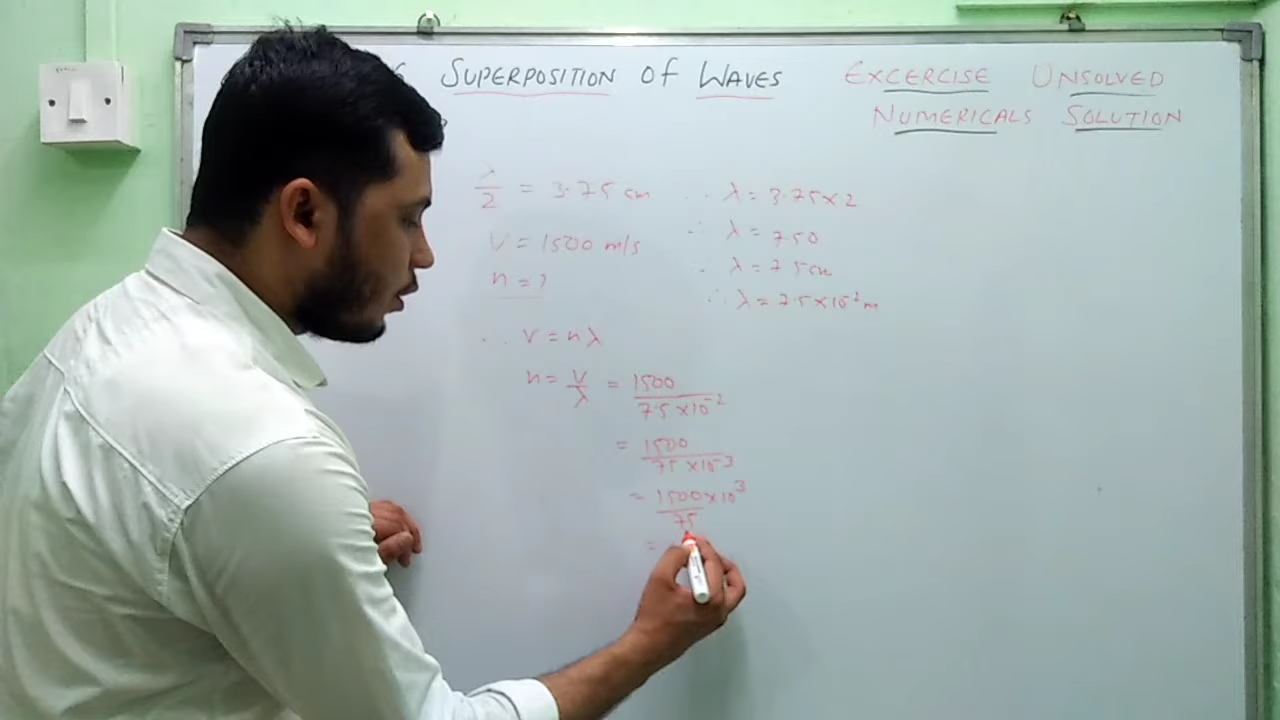 SUPERPOSITION OF WAVES EXCERCISE UNSOLVED
NUMERICALS SOLUTION
λ/2 = 3.75 cm
∴ λ = 3.75×2
V = 1500 m/s
∴ λ = 7.50
n = ?
∴ λ = 7.5 cm
∴ λ = 7.5×10⁻² m
∴ V = nλ
n = V/λ = 1500/7.5×10⁻²
= 1500/75×10⁻³
= 1500×10³/75
=